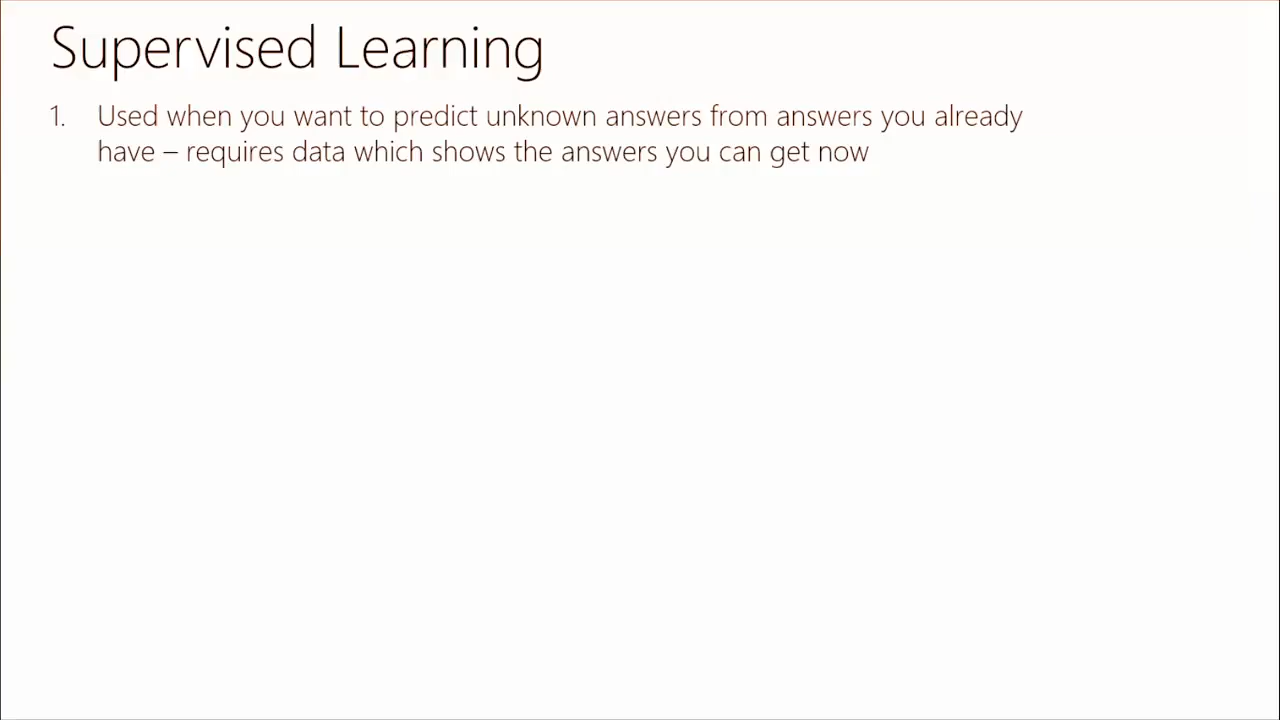 Supervised Learning
1. Used when you want to predict unknown answers from answers you already
have – requires data which shows the answers you can get now